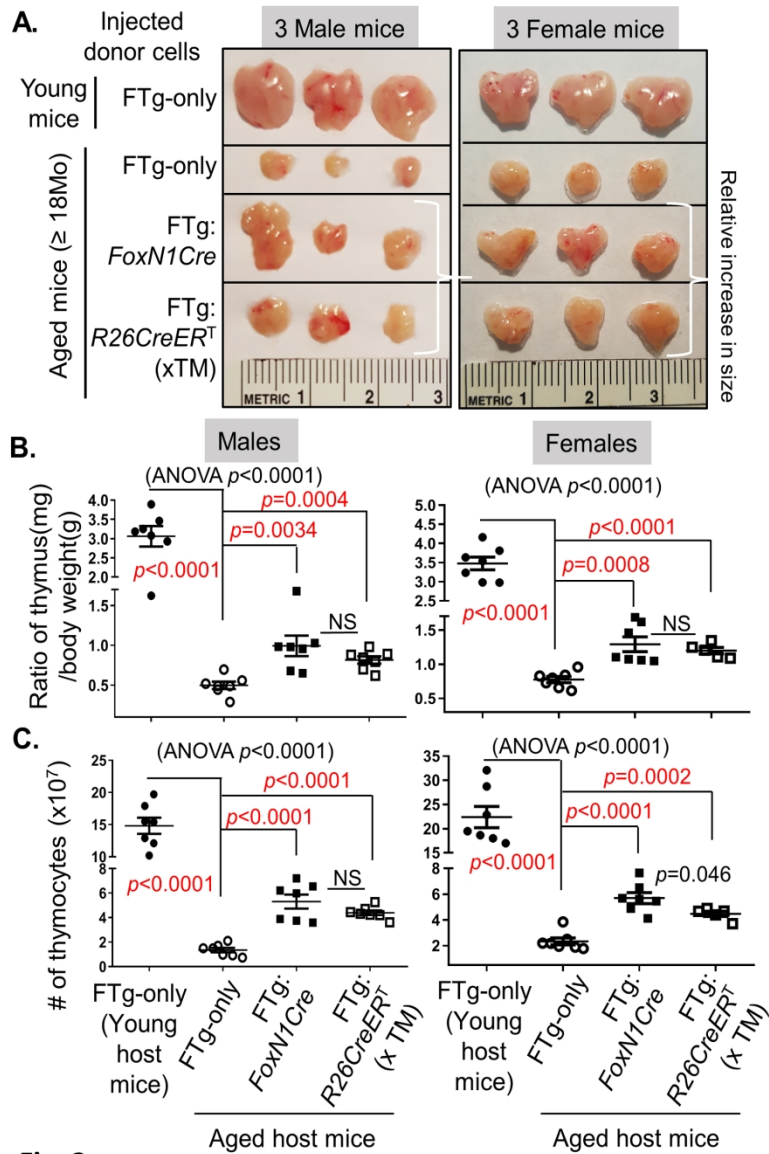 A.
Injected
donor cells
3 Male mice
3 Female mice
Young
mice
FTg-only
Aged mice (≥ 18Mo)
FTg-only
FTg:
FoxN1Cre
FTg:
R26CreERᵀ
(xTM)
Relative increase in size
METRIC 1 2 3
METRIC 1 2 3
B.
Males
Females
(ANOVA p<0.0001)
p=0.0004
p=0.0034
p<0.0001
NS
Ratio of thymus(mg)
/body weight(g)
4.0
3.5
3.0
2.5
2.0
1.5
1.0
0.5
(ANOVA p<0.0001)
p<0.0001
p=0.0008
p<0.0001
NS
5.0
4.5
4.0
3.5
3.0
2.5
1.5
1.0
0.5
C.
(ANOVA p<0.0001)
p<0.0001
p<0.0001
p<0.0001
NS
# of thymocytes (x10⁷)
25
20
15
10
8
6
4
2
0
(ANOVA p<0.0001)
p=0.0002
p<0.0001
p<0.0001
p=0.046
35
30
25
20
15
10
8
6
4
2
FTg-only
(Young
host
mice)
FTg-only
FTg:
FoxN1Cre
FTg:
R26CreERᵀ
(x TM)
Aged host mice
FTg-only
(Young
host
mice)
FTg-only
FTg:
FoxN1Cre
FTg:
R26CreERᵀ
(x TM)
Aged host mice